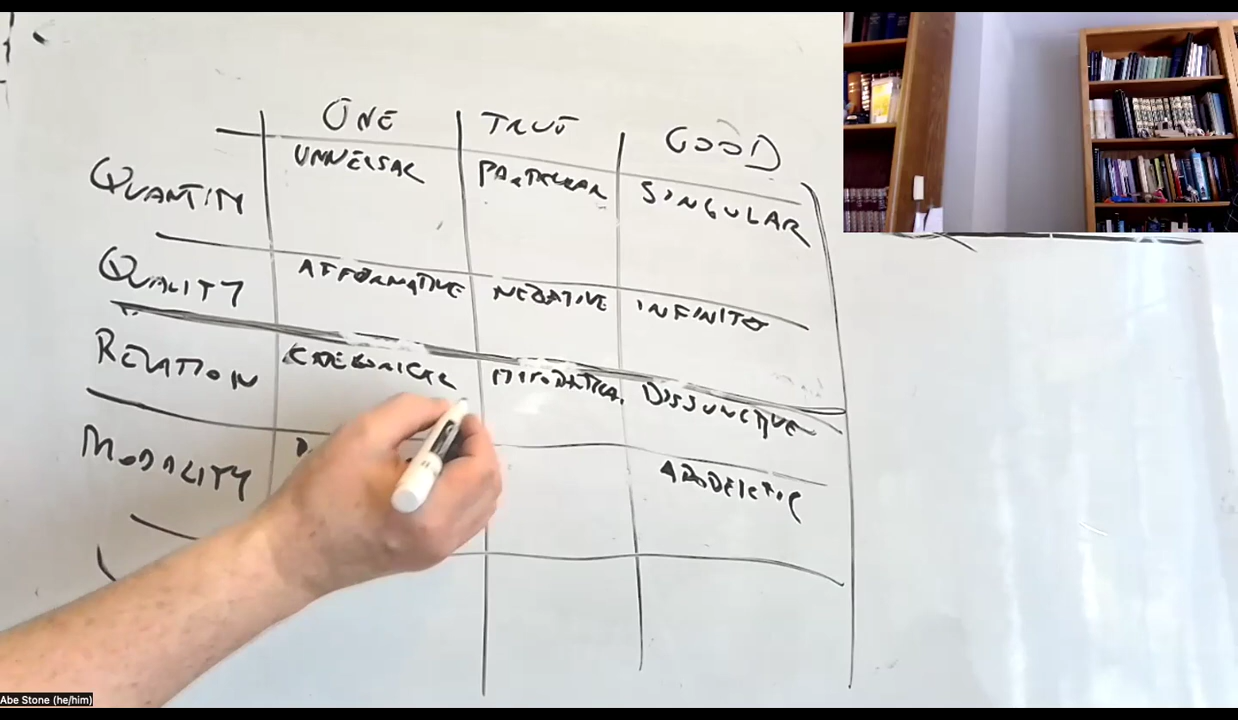 ONE TRUE GOOD
QUANTITY UNIVERSAL PARTICULAR SINGULAR
QUALITY AFFIRMATIVE NEGATIVE INFINITE
RELATION CATEGORICAL HYPOTHETICAL DISJUNCTIVE
MODALITY APODEICTIC
Abe Stone (he/him)